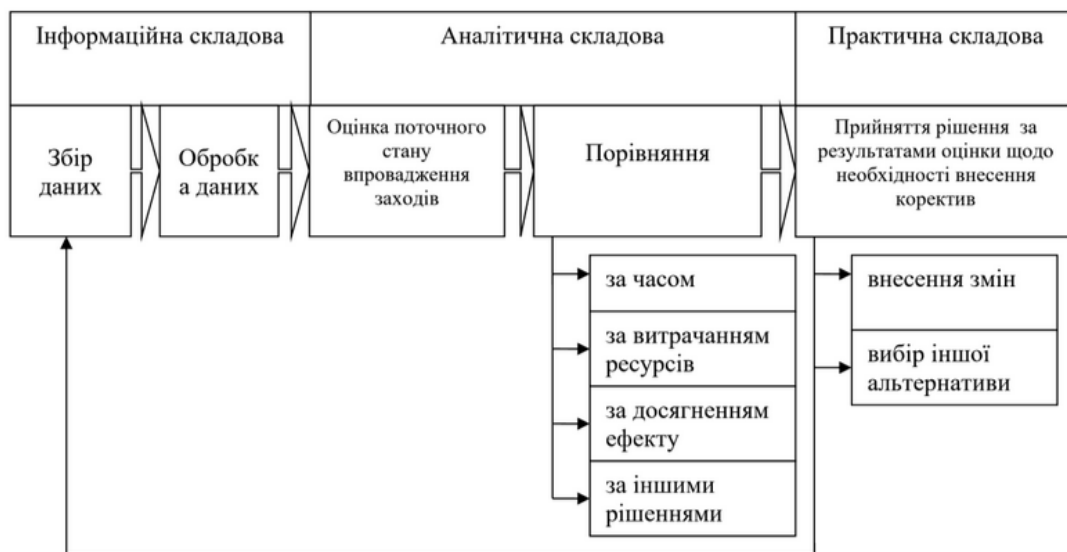 Інформаційна складова
Аналітична складова
Практична складова
Збір
даних
Обробк
а даних
Оцінка поточного
стану
впровадження
заходів
Порівняння
Прийняття рішення за
результатами оцінки щодо
необхідності внесення
коректив
за часом
за витрачанням
ресурсів
за досягненням
ефекту
за іншими
рішеннями
внесення змін
вибір іншої
альтернативи